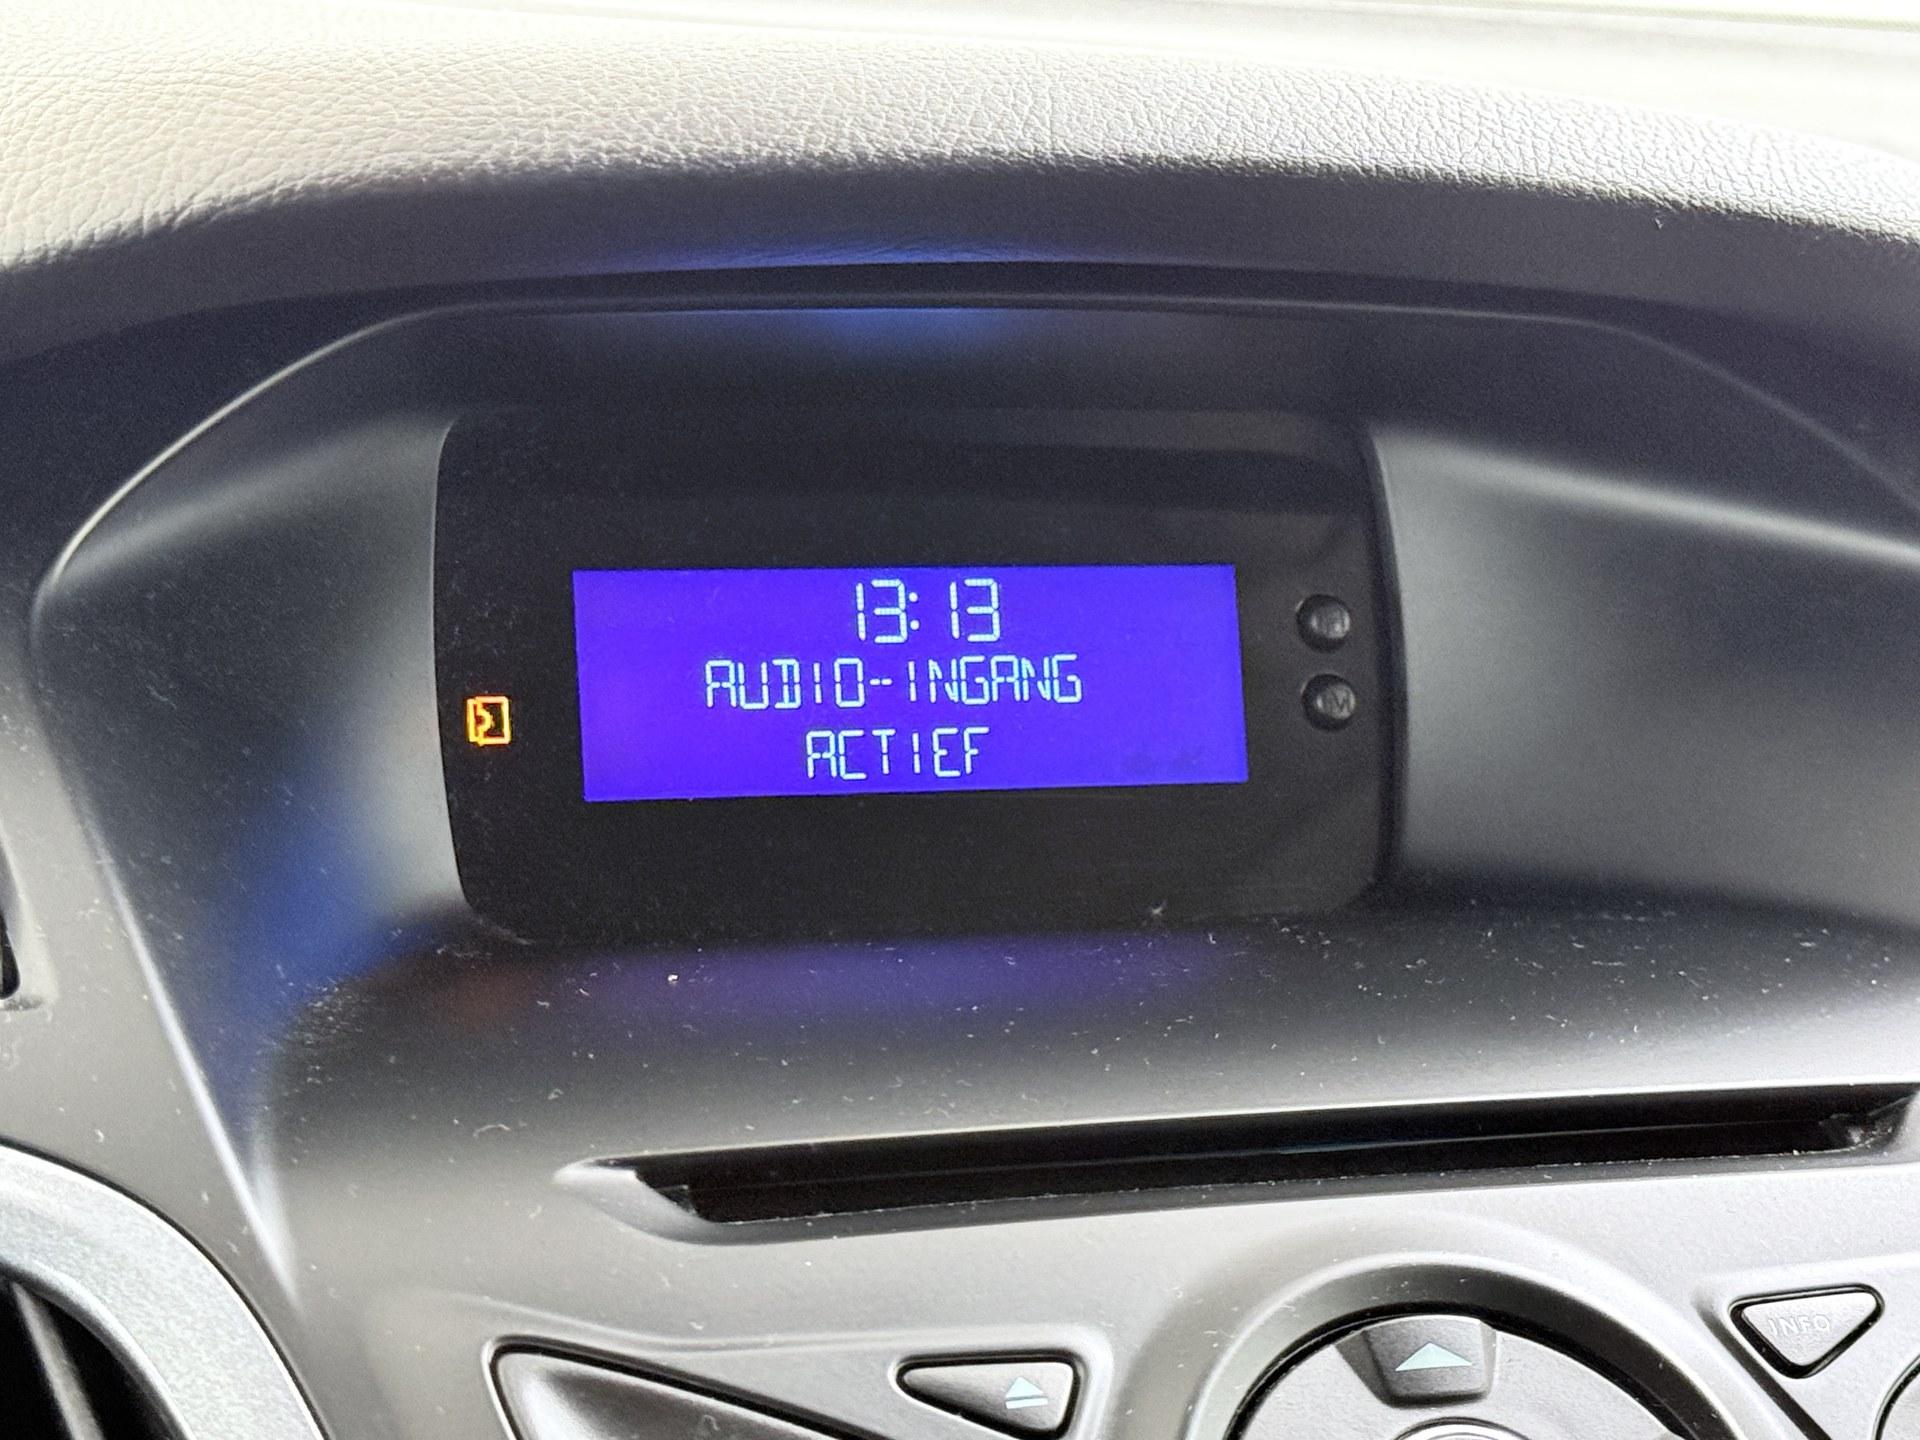 13:13
AUDIO-INGANG
ACTIEF
H
M
INFO